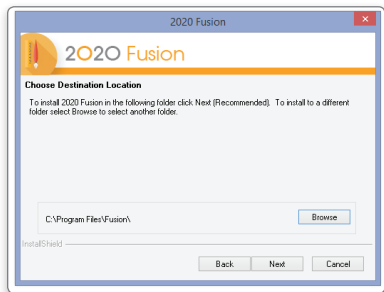 2020 Fusion
2020 Fusion
Choose Destination Location
To install 2020 Fusion in the following folder click Next (Recommended). To install to a different
folder select Browse to select another folder.
C:\Program Files\Fusion\
Browse
InstallShield
Back
Next
Cancel